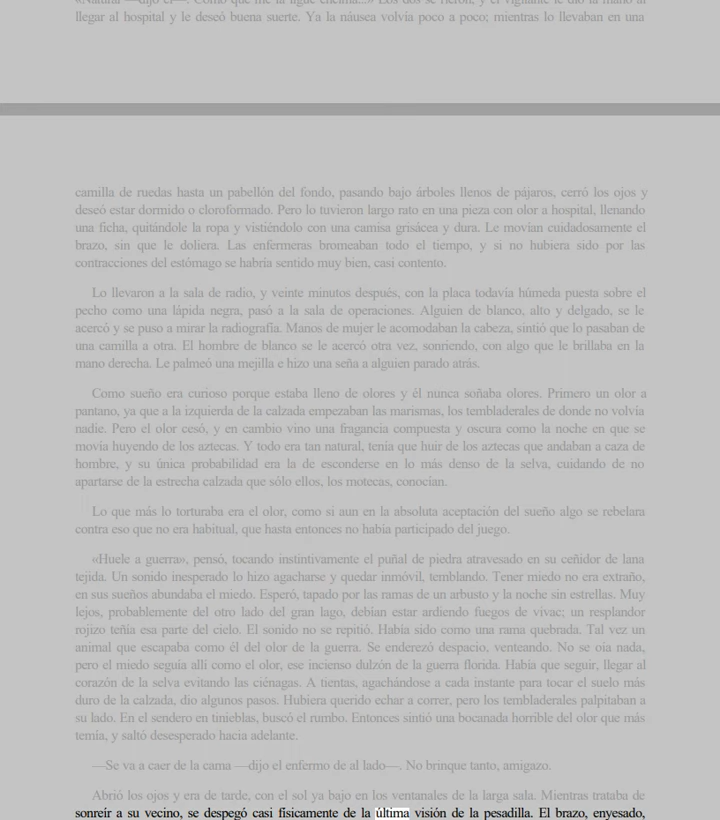 «Natural —dijo él—. Como que me la ligué encima...» Los dos se rieron, y el vigilante le dio la mano al
llegar al hospital y le deseó buena suerte. Ya la náusea volvía poco a poco; mientras lo llevaban en una
camilla de ruedas hasta un pabellón del fondo, pasando bajo árboles llenos de pájaros, cerró los ojos y
deseó estar dormido o cloroformado. Pero lo tuvieron largo rato en una pieza con olor a hospital, llenando
una ficha, quitándole la ropa y vistiéndolo con una camisa grisácea y dura. Le movían cuidadosamente el
brazo, sin que le doliera. Las enfermeras bromeaban todo el tiempo, y si no hubiera sido por las
contracciones del estómago se habría sentido muy bien, casi contento.
Lo llevaron a la sala de radio, y veinte minutos después, con la placa todavía húmeda puesta sobre el
pecho como una lápida negra, pasó a la sala de operaciones. Alguien de blanco, alto y delgado, se le
acercó y se puso a mirar la radiografía. Manos de mujer le acomodaban la cabeza, sintió que lo pasaban de
una camilla a otra. El hombre de blanco se le acercó otra vez, sonriendo, con algo que le brillaba en la
mano derecha. Le palmeó una mejilla e hizo una seña a alguien parado atrás.
Como sueño era curioso porque estaba lleno de olores y él nunca soñaba olores. Primero un olor a
pantano, ya que a la izquierda de la calzada empezaban las marismas, los tembladerales de donde no volvía
nadie. Pero el olor cesó, y en cambio vino una fragancia compuesta y oscura como la noche en que se
movía huyendo de los aztecas. Y todo era tan natural, tenía que huir de los aztecas que andaban a caza de
hombre, y su única probabilidad era la de esconderse en lo más denso de la selva, cuidando de no
apartarse de la estrecha calzada que sólo ellos, los motecas, conocían.
Lo que más lo torturaba era el olor, como si aun en la absoluta aceptación del sueño algo se rebelara
contra eso que no era habitual, que hasta entonces no había participado del juego.
«Huele a guerra», pensó, tocando instintivamente el puñal de piedra atravesado en su ceñidor de lana
tejida. Un sonido inesperado lo hizo agacharse y quedar inmóvil, temblando. Tener miedo no era extraño,
en sus sueños abundaba el miedo. Esperó, tapado por las ramas de un arbusto y la noche sin estrellas. Muy
lejos, probablemente del otro lado del gran lago, debían estar ardiendo fuegos de vivac; un resplandor
rojizo teñía esa parte del cielo. El sonido no se repitió. Había sido como una rama quebrada. Tal vez un
animal que escapaba como él del olor de la guerra. Se enderezó despacio, venteando. No se oía nada,
pero el miedo seguía allí como el olor, ese incienso dulzón de la guerra florida. Había que seguir, llegar al
corazón de la selva evitando las ciénagas. A tientas, agachándose a cada instante para tocar el suelo más
duro de la calzada, dio algunos pasos. Hubiera querido echar a correr, pero los tembladerales palpitaban a
su lado. En el sendero en tinieblas, buscó el rumbo. Entonces sintió una bocanada horrible del olor que más
temía, y saltó desesperado hacia adelante.
—Se va a caer de la cama —dijo el enfermo de al lado—. No brinque tanto, amigazo.
Abrió los ojos y era de tarde, con el sol ya bajo en los ventanales de la larga sala. Mientras trataba de
sonreír a su vecino, se despegó casi físicamente de la última visión de la pesadilla. El brazo, enyesado,